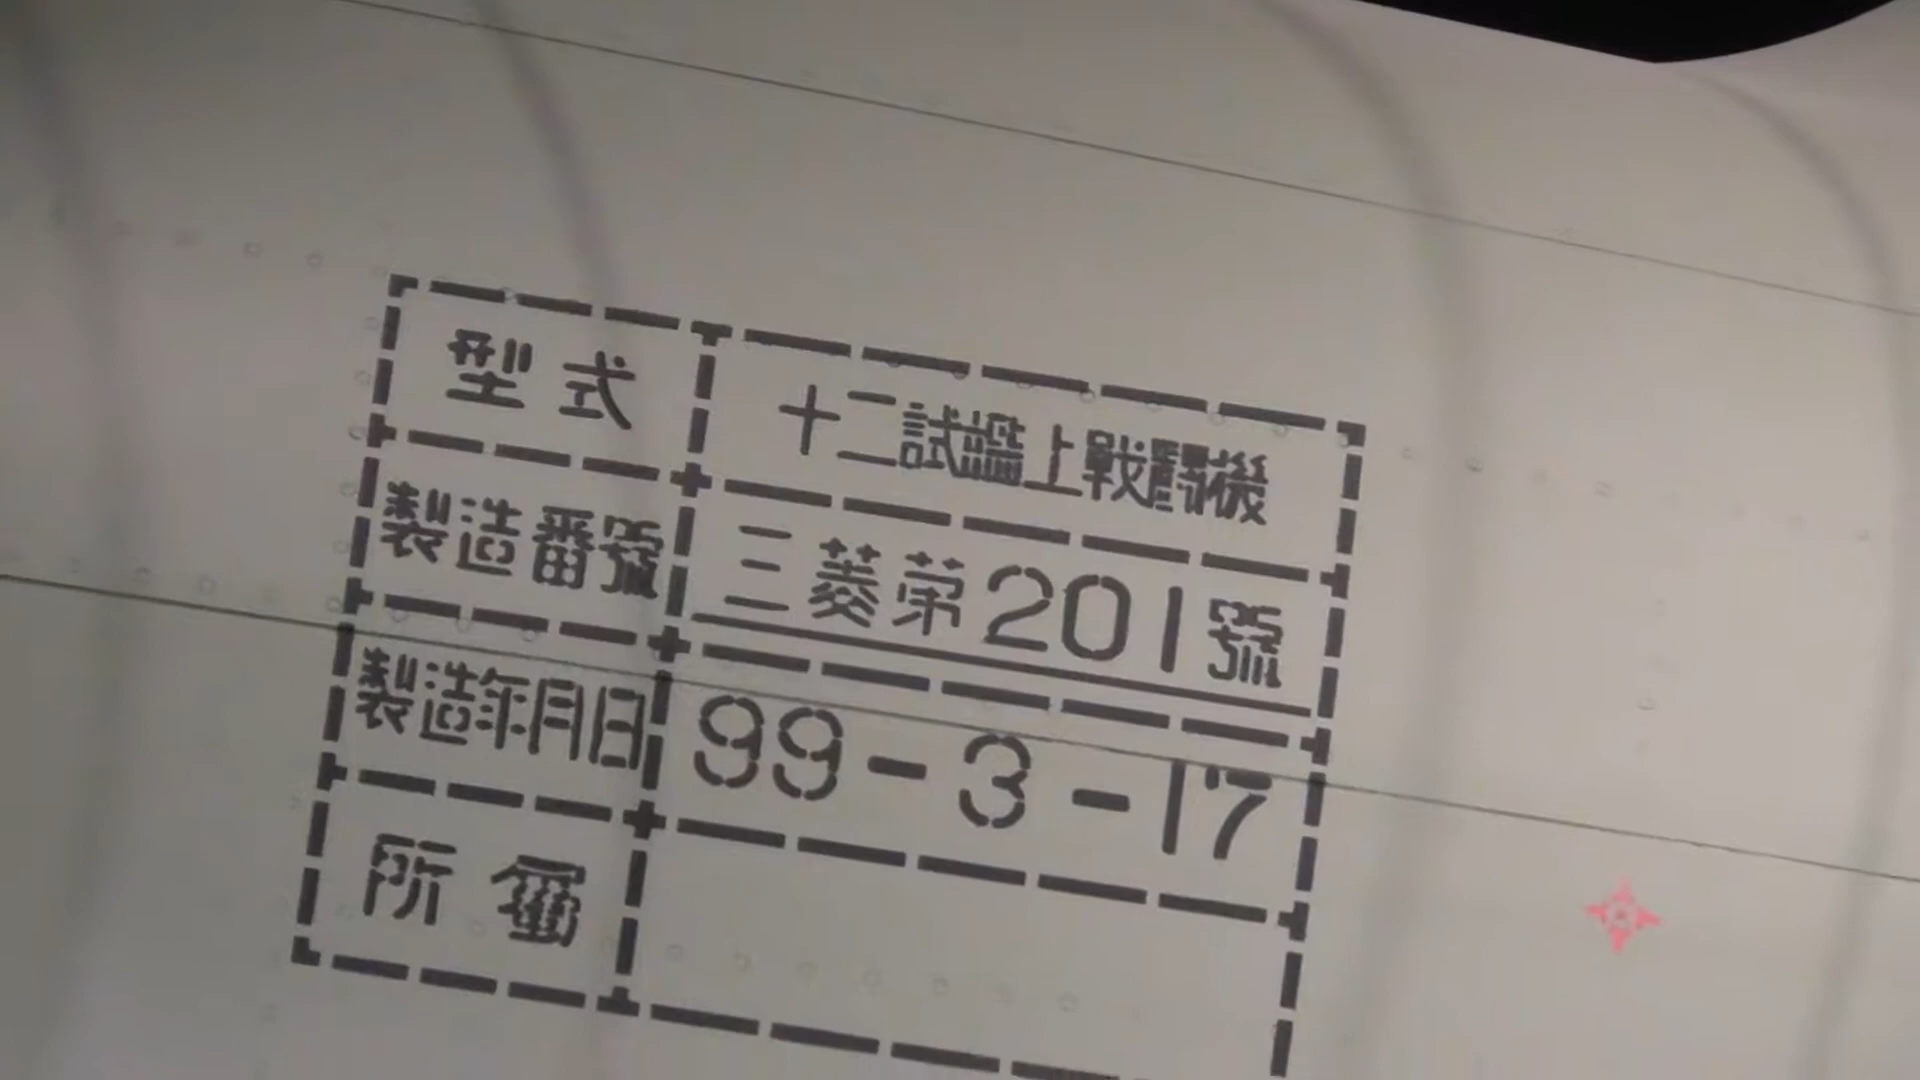 型式 十二試艦上戦闘機
製造番號 三菱第201號
製造年月日 99-3-17
所屬